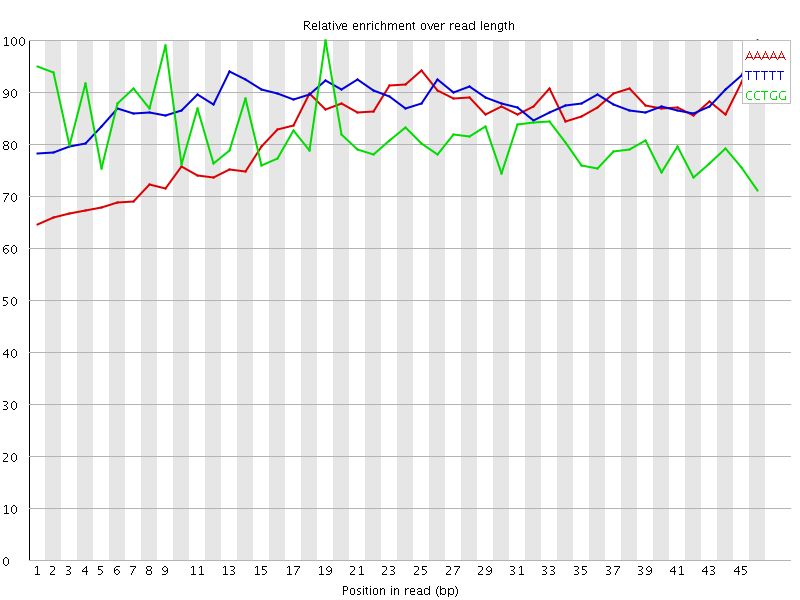 Relative enrichment over read length
100
90
80
70
60
50
40
30
20
10
0
AAAAA
TTTTT
CCTGG
1 2 3 4 5 6 7 8 9 11 13 15 17 19 21 23 25 27 29 31 33 35 37 39 41 43 45
Position in read (bp)